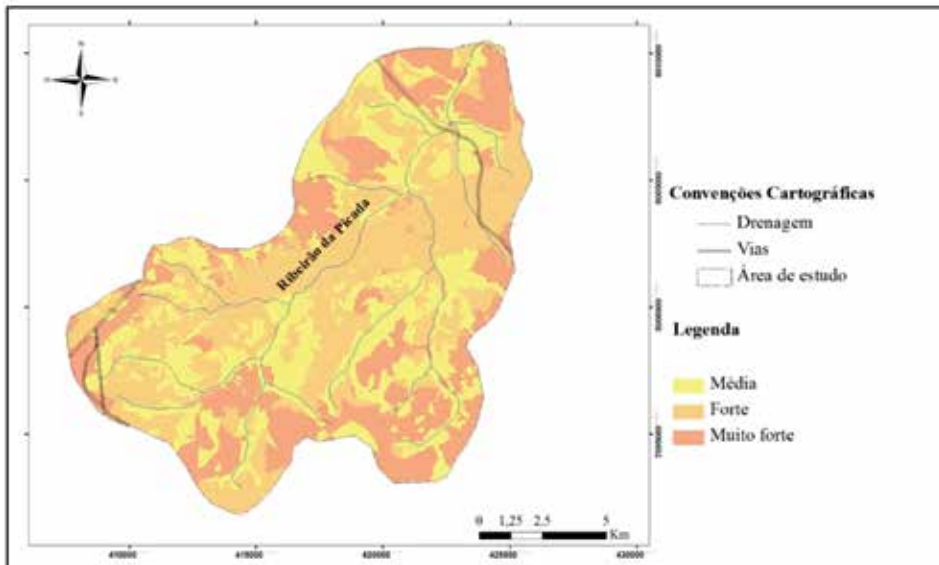 N
Ribeirão da Picada
Convenções Cartográficas
Drenagem
Vias
Área de estudo
Legenda
Média
Forte
Muito forte
0 1,25 2,5 5
Km
410000 415000 420000 425000 430000